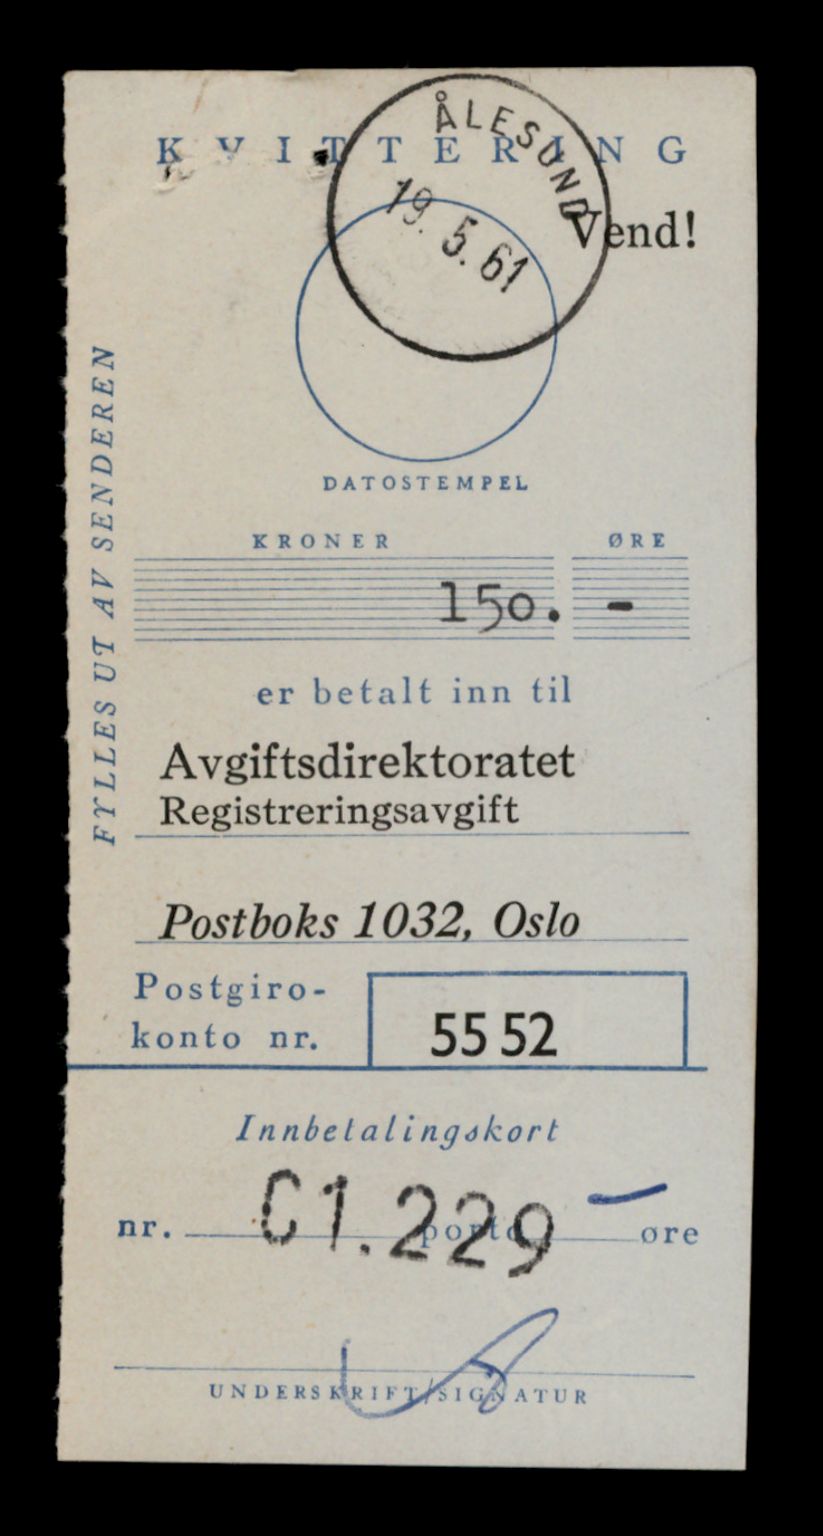 KVITTERING
ÅLESUND
19. 5. 61
Vend!
DATOSTEMPEL
FYLLES UT AV SENDEREN
KRONER ØRE
150. -
er betalt inn til
Avgiftsdirektoratet
Registreringsavgift
Postboks 1032, Oslo
Postgiro-
konto nr. 55 52
Innbetalingskort
nr. C1.229 porto - øre
UNDERSKRIFT/SIGNATUR